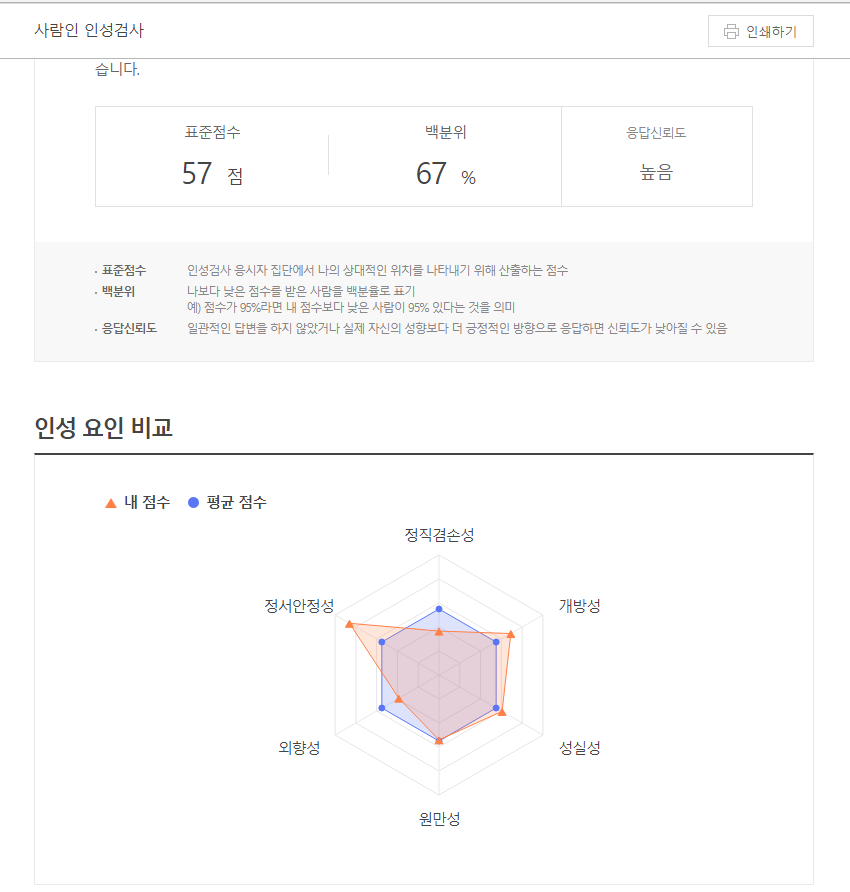 사람인 인성검사
인쇄하기
습니다.
표준점수
57 점
백분위
67 %
응답신뢰도
높음
· 표준점수 인성검사 응시자 집단에서 나의 상대적인 위치를 나타내기 위해 산출하는 점수
· 백분위 나보다 낮은 점수를 받은 사람을 백분율로 표기
예) 점수가 95%라면 내 점수보다 낮은 사람이 95% 있다는 것을 의미
· 응답신뢰도 일관적인 답변을 하지 않았거나 실제 자신의 성향보다 더 긍정적인 방향으로 응답하면 신뢰도가 낮아질 수 있음
인성 요인 비교
내 점수 평균 점수
정직겸손성
정서안정성
개방성
외향성
성실성
원만성